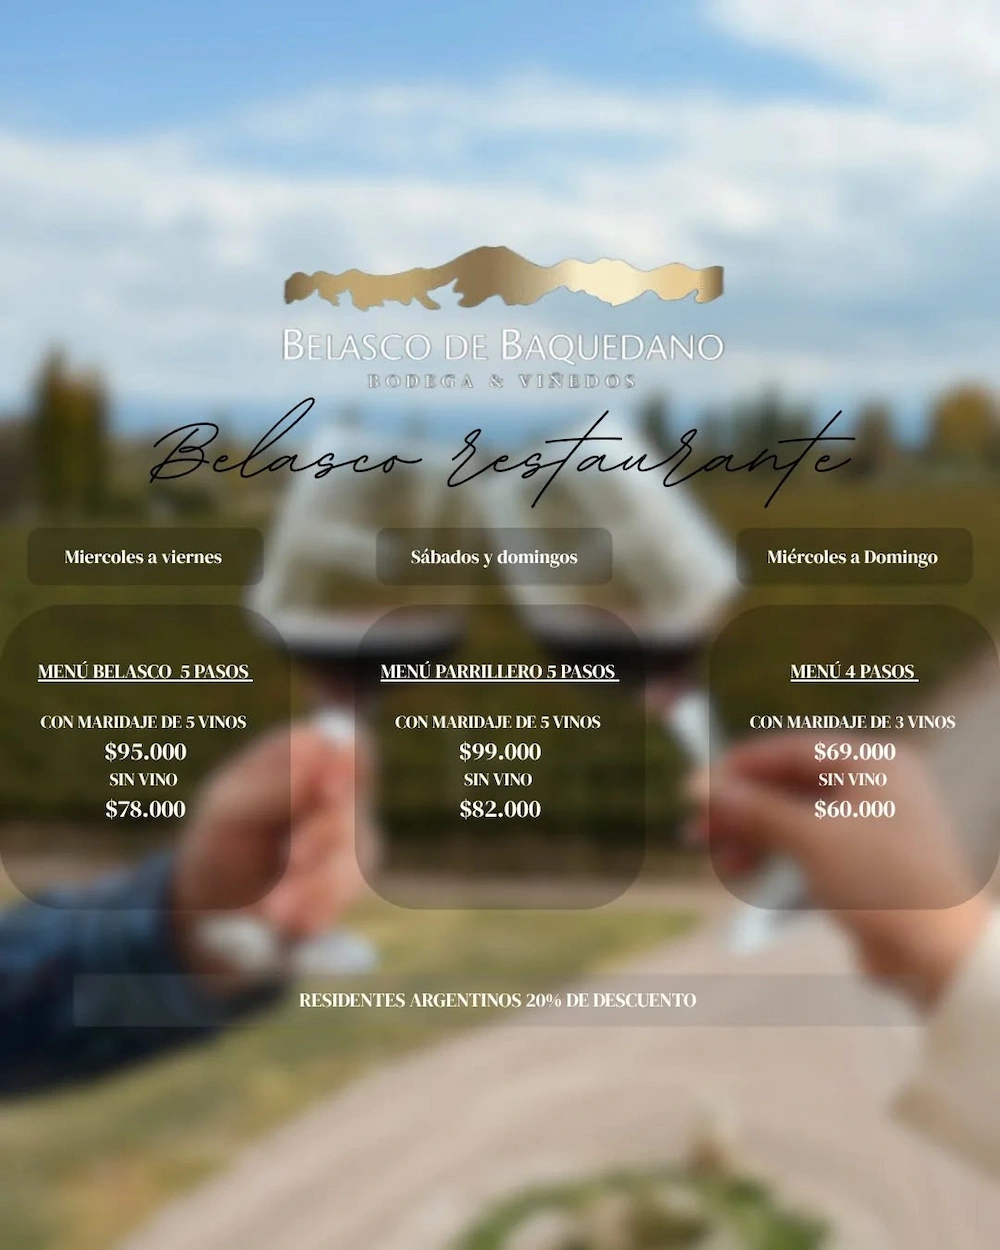 BELASCO DE BAQUEDANO
BODEGA & VIÑEDOS
Belasco restaurante
Miercoles a viernes
MENÚ BELASCO 5 PASOS
CON MARIDAJE DE 5 VINOS
$95.000
SIN VINO
$78.000
Sábados y domingos
MENÚ PARRILLERO 5 PASOS
CON MARIDAJE DE 5 VINOS
$99.000
SIN VINO
$82.000
Miércoles a Domingo
MENÚ 4 PASOS
CON MARIDAJE DE 3 VINOS
$69.000
SIN VINO
$60.000
RESIDENTES ARGENTINOS 20% DE DESCUENTO